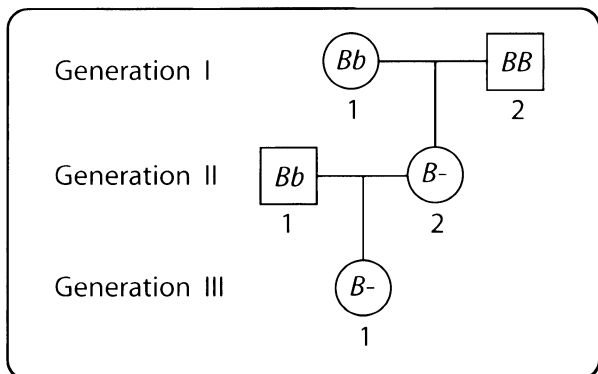 Generation I
Bb
BB
1
2
Generation II
Bb
B-
1
2
Generation III
B-
1